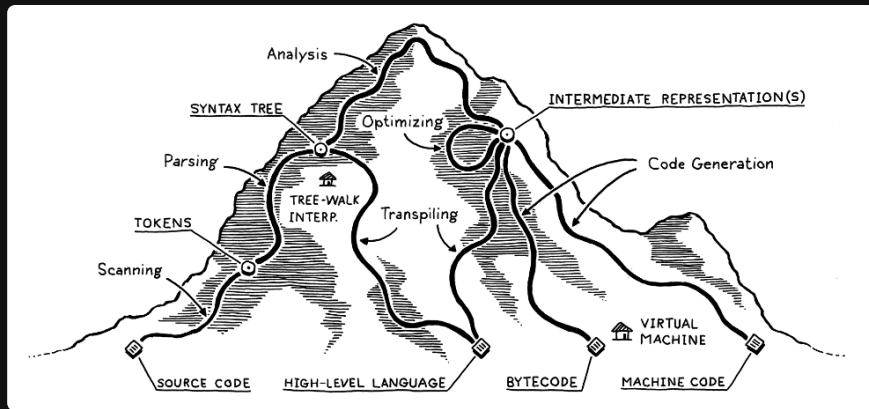 Analysis
SYNTAX TREE
INTERMEDIATE REPRESENTATION(S)
Optimizing
Parsing
Code Generation
TREE-WALK
INTERP.
Transpiling
TOKENS
Scanning
VIRTUAL
MACHINE
SOURCE CODE
HIGH-LEVEL LANGUAGE
BYTECODE
MACHINE CODE